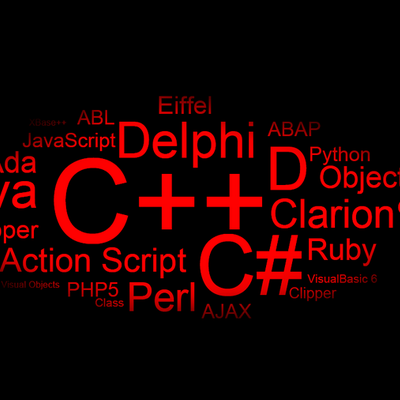 Eiffel
ABL
ABAP
JavaScript
Delphi
Python
Ada
D
Object
va
C++
Clarion
pper
Action Script
C#
Ruby
Visual Objects
PHP5
Perl
VisualBasic 6
Class
Clipper
AJAX